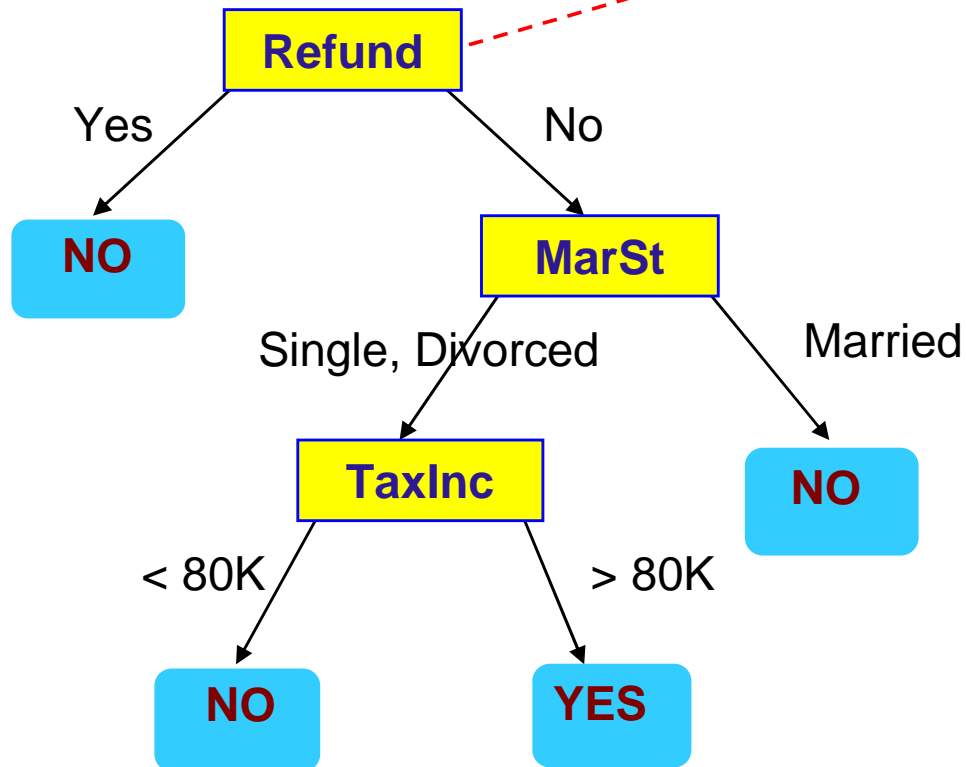 Refund
Yes
No
NO
MarSt
Single, Divorced
Married
TaxInc
NO
< 80K
> 80K
NO
YES